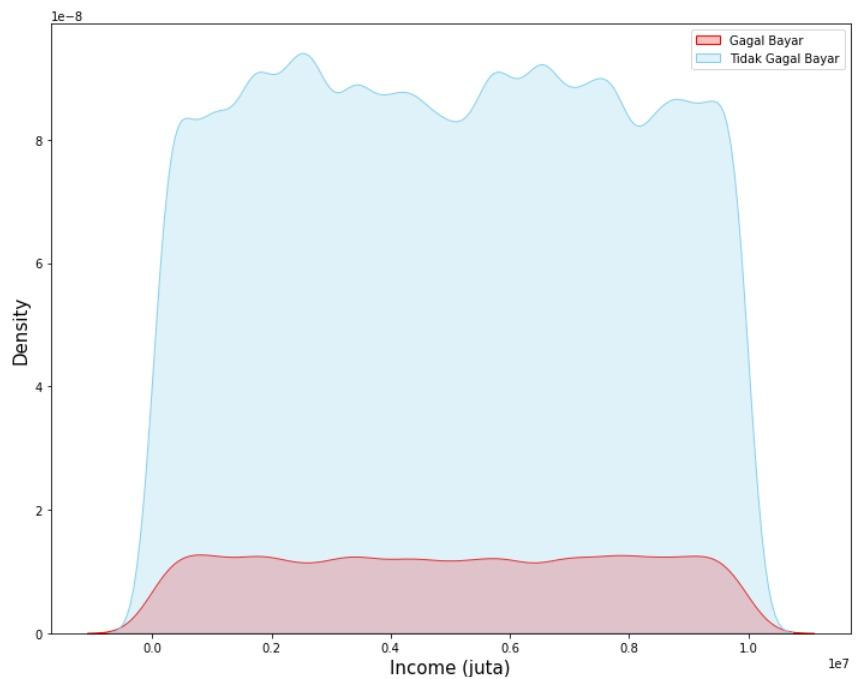 1e−8
Gagal Bayar
Tidak Gagal Bayar
8
6
4
2
0
Density
0.0 0.2 0.4 0.6 0.8 1.0
1e7
Income (juta)